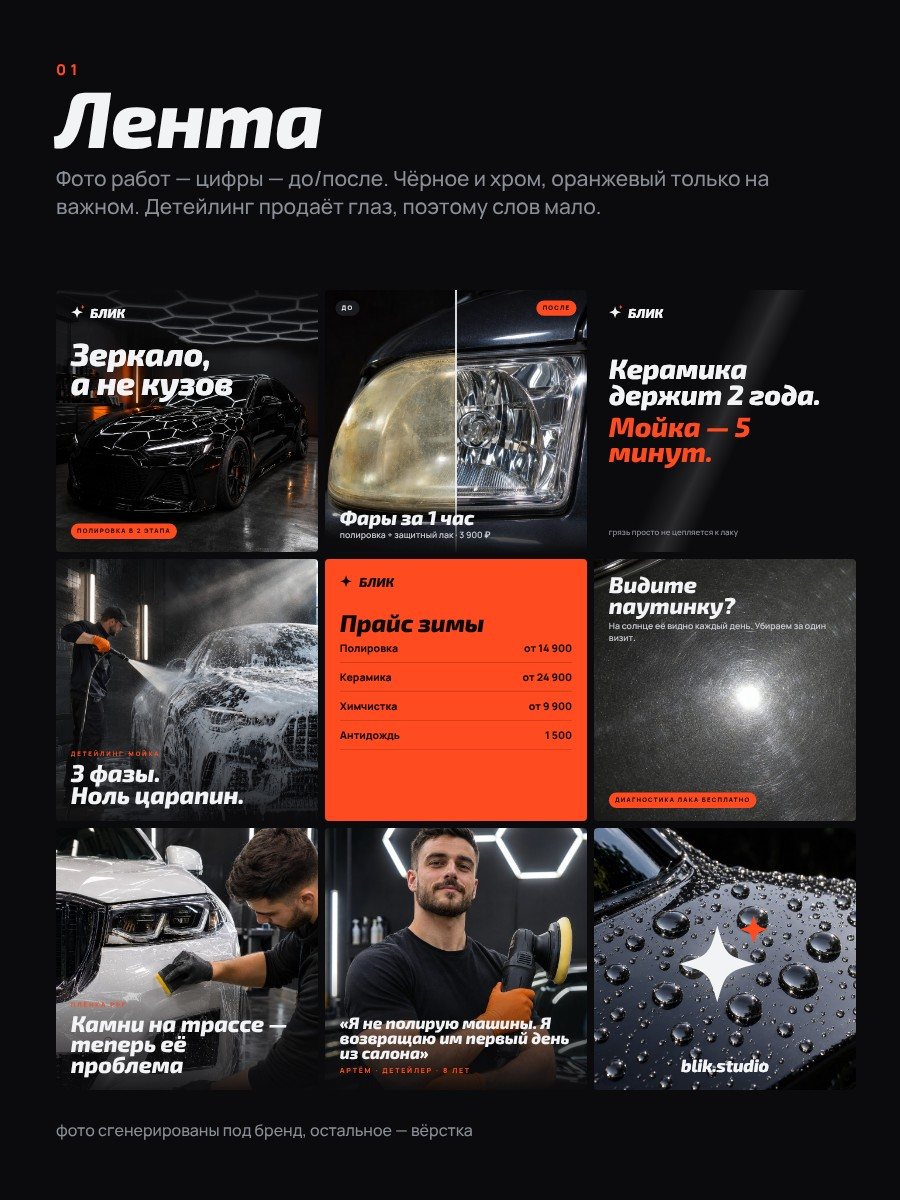 01
Лента
Фото работ — цифры — до/после. Чёрное и хром, оранжевый только на
важном. Детейлинг продаёт глаз, поэтому слов мало.
БЛИК
Зеркало,
а не кузов
ПОЛИРОВКА В 2 ЭТАПА
ДО
ПОСЛЕ
Фары за 1 час
полировка + защитный лак · 3 900 ₽
БЛИК
Керамика
держит 2 года.
Мойка — 5
минут.
грязь просто не цепляется к лаку
ДЕТЕЙЛИНГ МОЙКА
3 фазы.
Ноль царапин.
БЛИК
Прайс зимы
Полировка от 14 900
Керамика от 24 900
Химчистка от 9 900
Антидождь 1 500
Видите
паутинку?
На солнце её видно каждый день. Убираем за один
визит.
ДИАГНОСТИКА ЛАКА БЕСПЛАТНО
Камни на трассе —
теперь её
проблема
«Я не полирую машины. Я
возвращаю им первый день
из салона»
АРТЁМ · ДЕТЕЙЛЕР · 8 ЛЕТ
blik.studio
фото сгенерированы под бренд, остальное — вёрстка